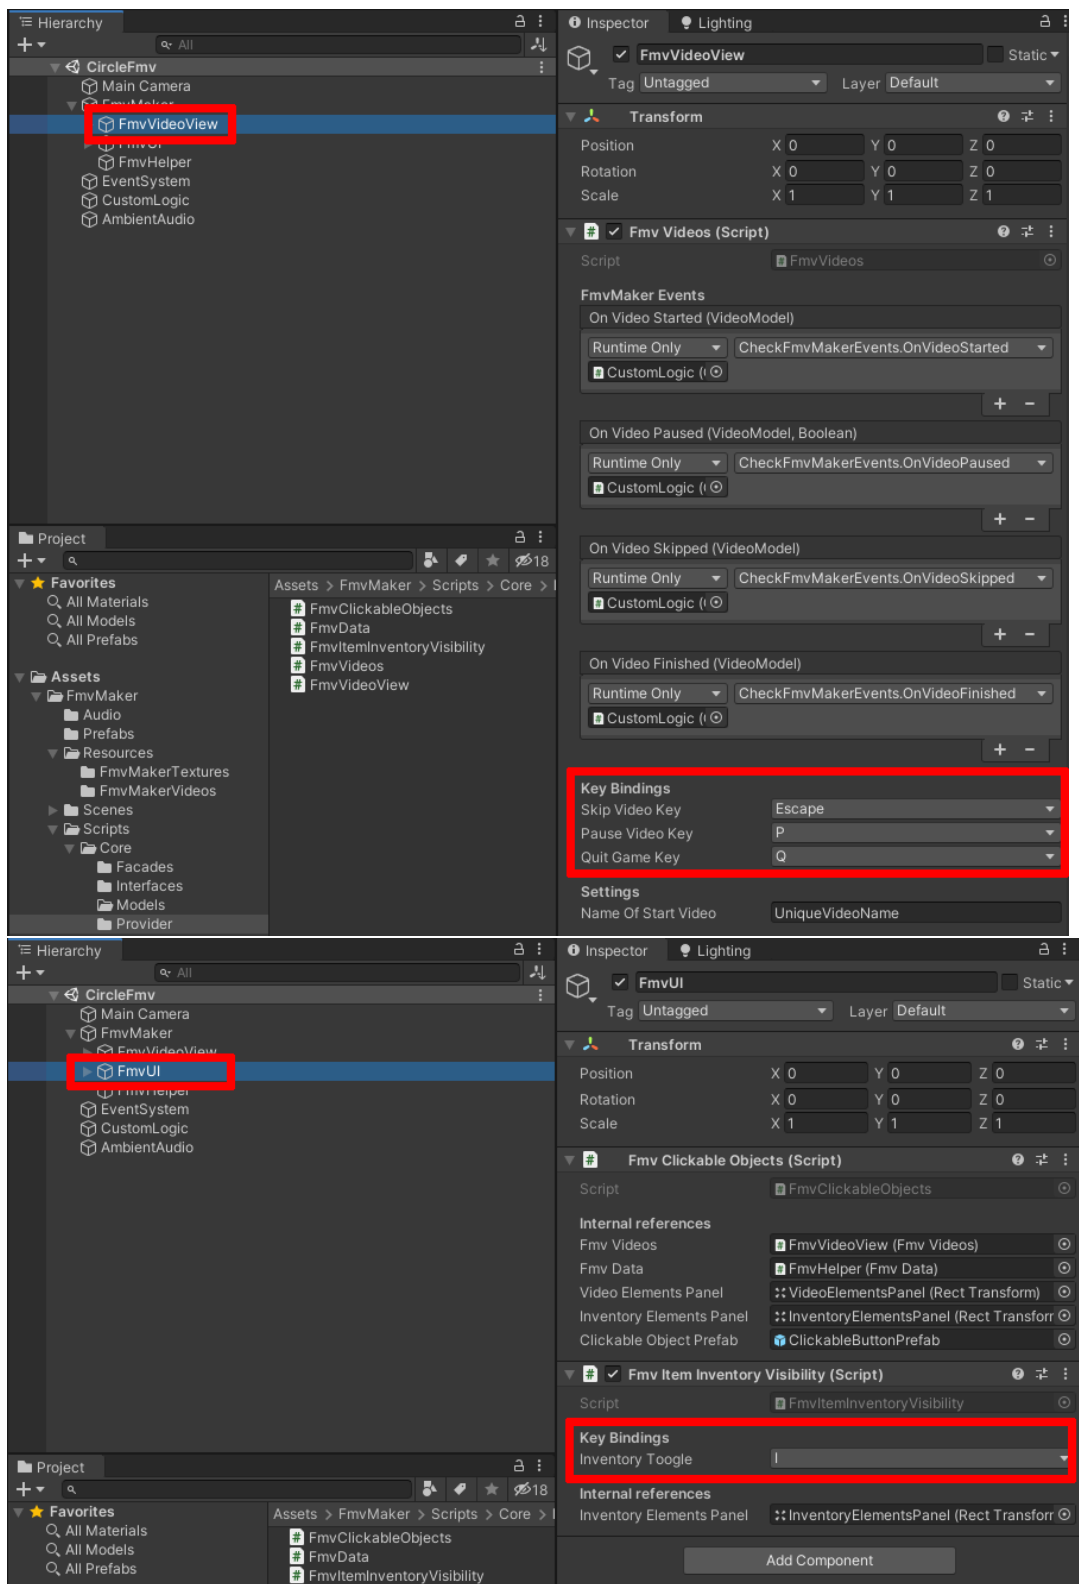 Hierarchy
All
CircleFmv
Main Camera
FmvMaker
FmvVideoView
FmvUI
FmvHelper
EventSystem
CustomLogic
AmbientAudio
Project
18
Favorites
All Materials
All Models
All Prefabs
Assets
FmvMaker
Audio
Prefabs
Resources
FmvMakerTextures
FmvMakerVideos
Scenes
Scripts
Core
Facades
Interfaces
Models
Provider
Assets > FmvMaker > Scripts > Core >
FmvClickableObjects
FmvData
FmvItemInventoryVisibility
FmvVideos
FmvVideoView
Inspector Lighting
FmvVideoView Static
Tag Untagged Layer Default
Transform
Position X 0 Y 0 Z 0
Rotation X 0 Y 0 Z 0
Scale X 1 Y 1 Z 1
Fmv Videos (Script)
Script FmvVideos
FmvMaker Events
On Video Started (VideoModel)
Runtime Only CheckFmvMakerEvents.OnVideoStarted
CustomLogic (
+ −
On Video Paused (VideoModel, Boolean)
Runtime Only CheckFmvMakerEvents.OnVideoPaused
CustomLogic (
+ −
On Video Skipped (VideoModel)
Runtime Only CheckFmvMakerEvents.OnVideoSkipped
CustomLogic (
+ −
On Video Finished (VideoModel)
Runtime Only CheckFmvMakerEvents.OnVideoFinished
CustomLogic (
+ −
Key Bindings
Skip Video Key Escape
Pause Video Key P
Quit Game Key Q
Settings
Name Of Start Video UniqueVideoName
Hierarchy
All
CircleFmv
Main Camera
FmvMaker
FmvVideoView
FmvUI
FmvHelper
EventSystem
CustomLogic
AmbientAudio
Project
18
Favorites
All Materials
All Models
All Prefabs
Assets > FmvMaker > Scripts > Core >
FmvClickableObjects
FmvData
FmvItemInventoryVisibility
Inspector Lighting
FmvUI Static
Tag Untagged Layer Default
Transform
Position X 0 Y 0 Z 0
Rotation X 0 Y 0 Z 0
Scale X 1 Y 1 Z 1
Fmv Clickable Objects (Script)
Script FmvClickableObjects
Internal references
Fmv Videos FmvVideoView (Fmv Videos)
Fmv Data FmvHelper (Fmv Data)
Video Elements Panel VideoElementsPanel (Rect Transform)
Inventory Elements Panel InventoryElementsPanel (Rect Transform
Clickable Object Prefab ClickableButtonPrefab
Fmv Item Inventory Visibility (Script)
Script FmvItemInventoryVisibility
Key Bindings
Inventory Toogle I
Internal references
Inventory Elements Panel InventoryElementsPanel (Rect Transform
Add Component